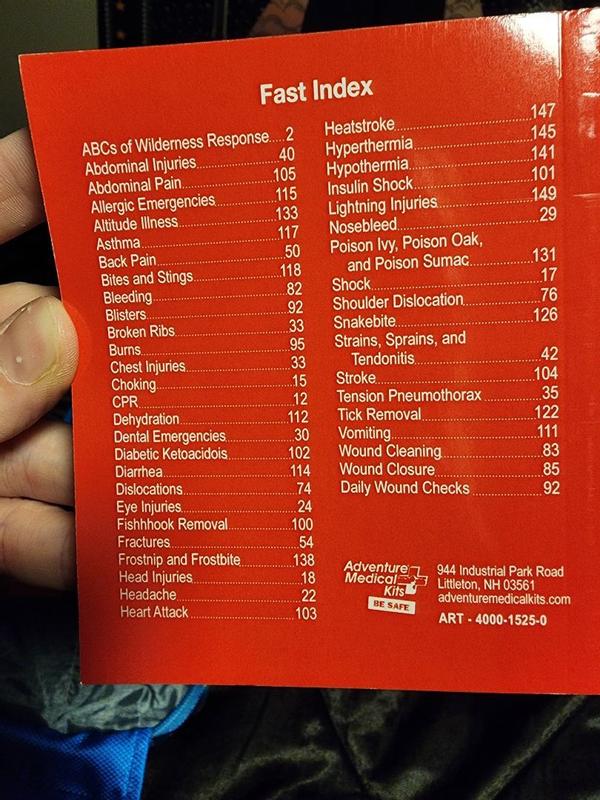 Fast Index
ABCs of Wilderness Response....2
Abdominal Injuries....40
Abdominal Pain....105
Allergic Emergencies....115
Altitude Illness....133
Asthma....117
Back Pain....50
Bites and Stings....118
Bleeding....82
Blisters....92
Broken Ribs....33
Burns....95
Chest Injuries....33
Choking....15
CPR....12
Dehydration....112
Dental Emergencies....30
Diabetic Ketoacidois....102
Diarrhea....114
Dislocations....74
Eye Injuries....24
Fishhhook Removal....100
Fractures....54
Frostnip and Frostbite....138
Head Injuries....18
Headache....22
Heart Attack....103
Heatstroke....147
Hyperthermia....145
Hypothermia....141
Insulin Shock....101
Lightning Injuries....149
Nosebleed....29
Poison Ivy, Poison Oak,
and Poison Sumac....131
Shock....17
Shoulder Dislocation....76
Snakebite....126
Strains, Sprains, and
Tendonitis....42
Stroke....104
Tension Pneumothorax....35
Tick Removal....122
Vomiting....111
Wound Cleaning....83
Wound Closure....85
Daily Wound Checks....92
Adventure
Medical
Kits
BE SAFE
944 Industrial Park Road
Littleton, NH 03561
adventuremedicalkits.com
ART - 4000-1525-0